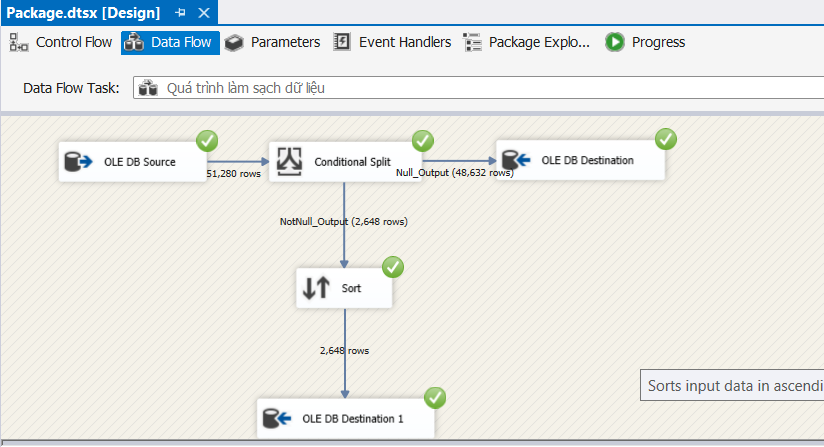 Package.dtsx [Design]
Control Flow
Data Flow
Parameters
Event Handlers
Package Explo...
Progress
Data Flow Task:
Quá trình làm sạch dữ liệu
OLE DB Source
51,280 rows
Conditional Split
Null_Output (48,632 rows)
OLE DB Destination
NotNull_Output (2,648 rows)
Sort
2,648 rows
Sorts input data in ascendi
OLE DB Destination 1